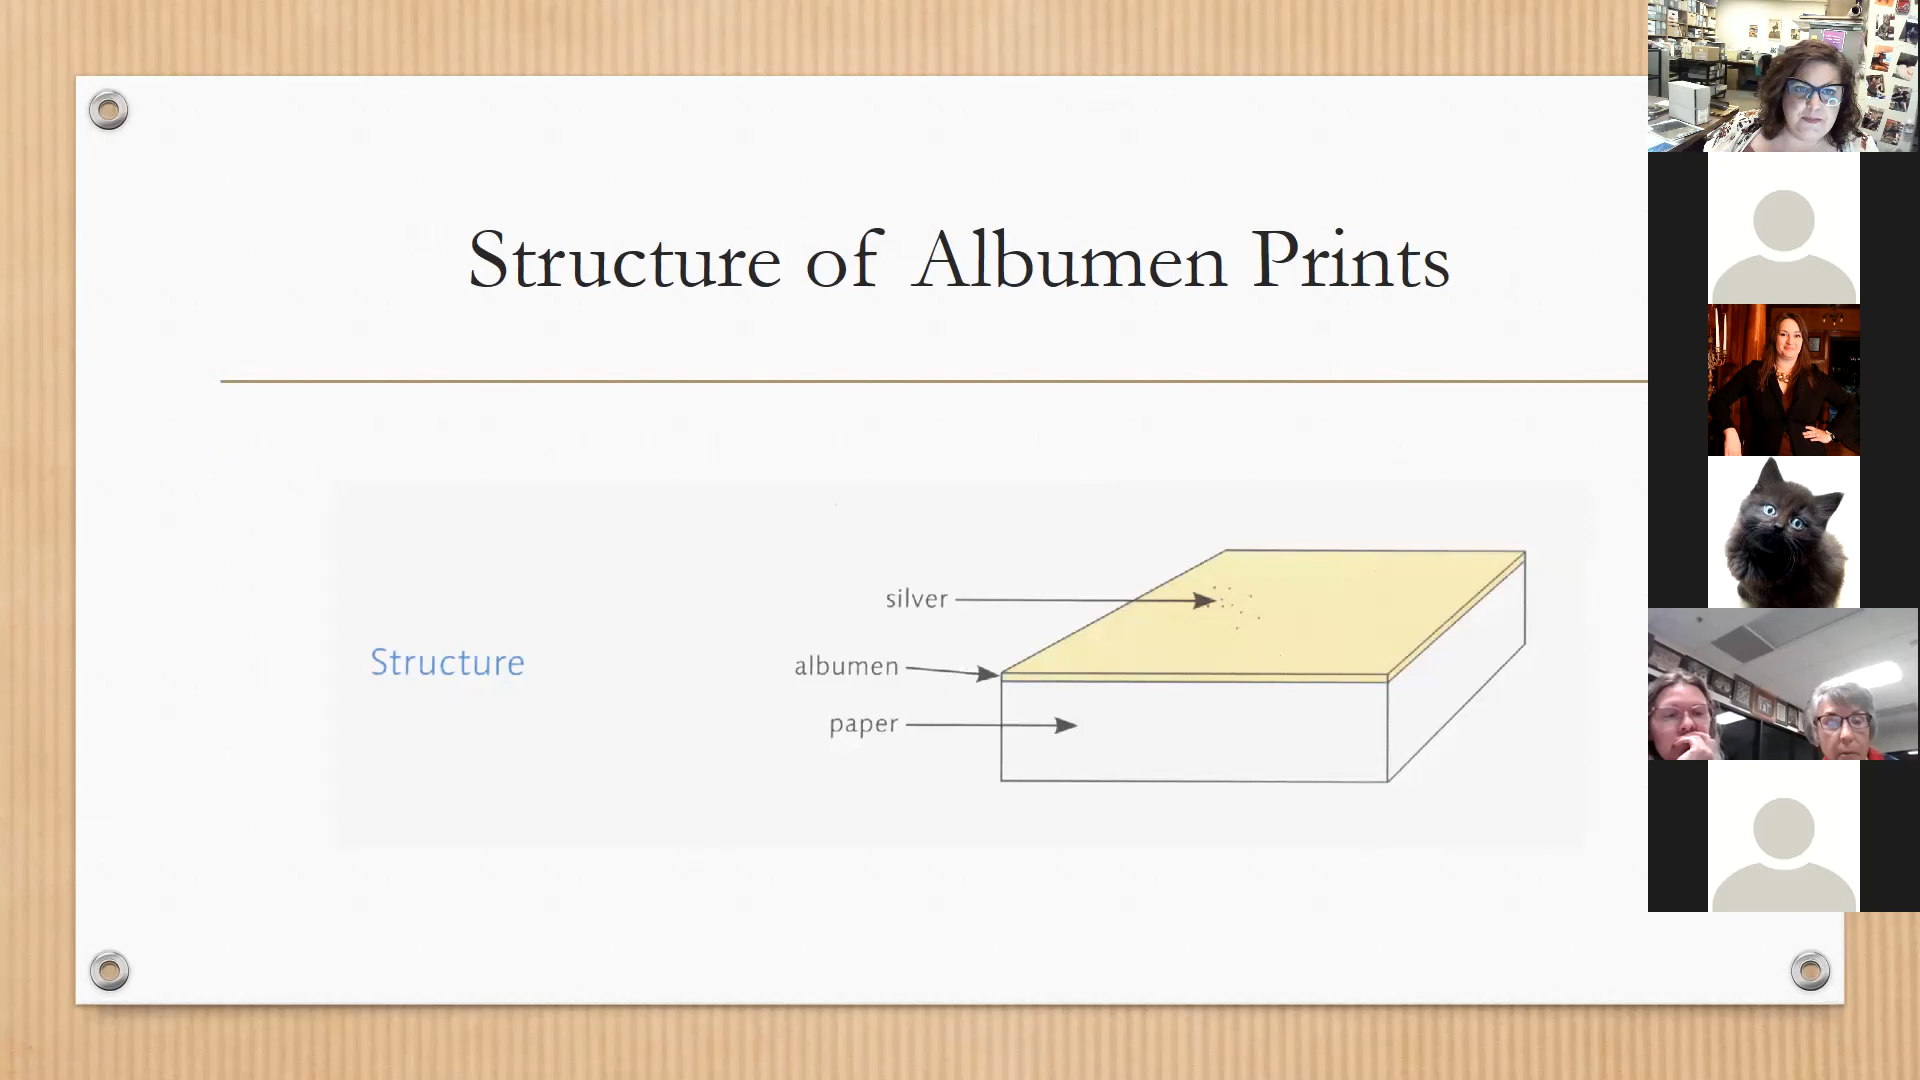 Structure of Albumen Prints
silver
Structure
albumen
paper